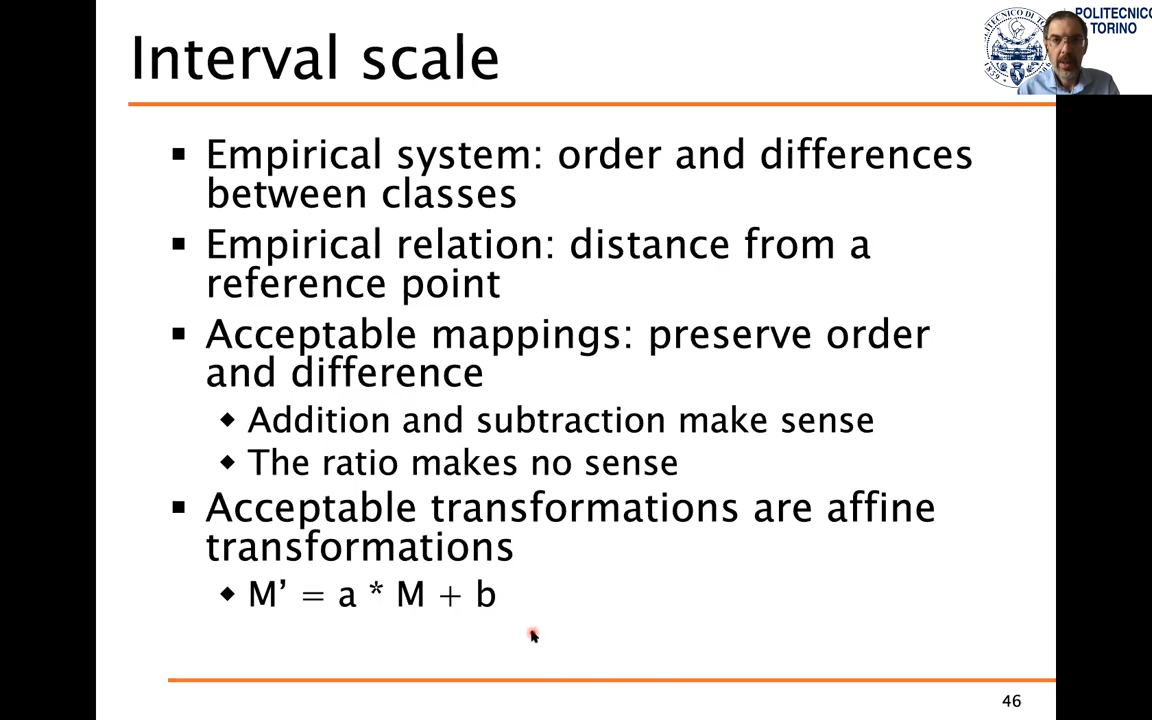 Interval scale
POLITECNICO
TORINO
1859
▪ Empirical system: order and differences
between classes
▪ Empirical relation: distance from a
reference point
▪ Acceptable mappings: preserve order
and difference
◆ Addition and subtraction make sense
◆ The ratio makes no sense
▪ Acceptable transformations are affine
transformations
◆ M’ = a * M + b
46